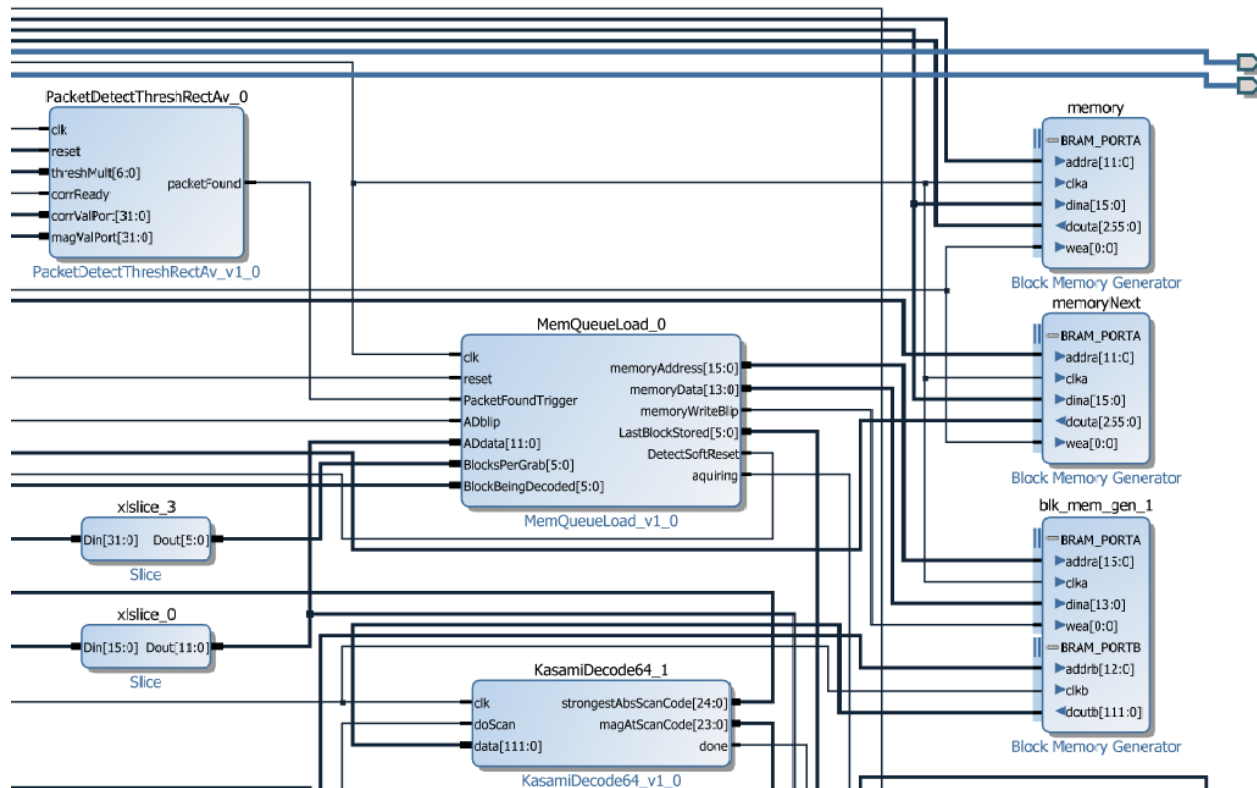 PacketDetectThreshRectAv_0
clk
reset
threshMult[6:0]
corrReady
corrValPort[31:0]
magValPort[31:0]
packetFound
PacketDetectThreshRectAv_v1_0
memory
BRAM_PORTA
addra[11:0]
clka
dina[15:0]
douta[255:0]
wea[0:0]
Block Memory Generator
memoryNext
BRAM_PORTA
addra[11:0]
clka
dina[15:0]
douta[255:0]
wea[0:0]
Block Memory Generator
MemQueueLoad_0
clk
reset
PacketFoundTrigger
ADblip
ADdata[11:0]
BlocksPerGrab[5:0]
BlockBeingDecoded[5:0]
memoryAddress[15:0]
memoryData[13:0]
memoryWriteBlip
LastBlockStored[5:0]
DetectSoftReset
aquiring
MemQueueLoad_v1_0
xlslice_3
Din[31:0] Dout[5:0]
Slice
xlslice_0
Din[15:0] Dout[11:0]
Slice
blk_mem_gen_1
BRAM_PORTA
addra[15:0]
clka
dina[13:0]
wea[0:0]
BRAM_PORTB
addrb[12:0]
clkb
doutb[111:0]
Block Memory Generator
KasamiDecode64_1
clk
doScan
data[111:0]
strongestAbsScanCode[24:0]
magAtScanCode[23:0]
done
KasamiDecode64_v1_0